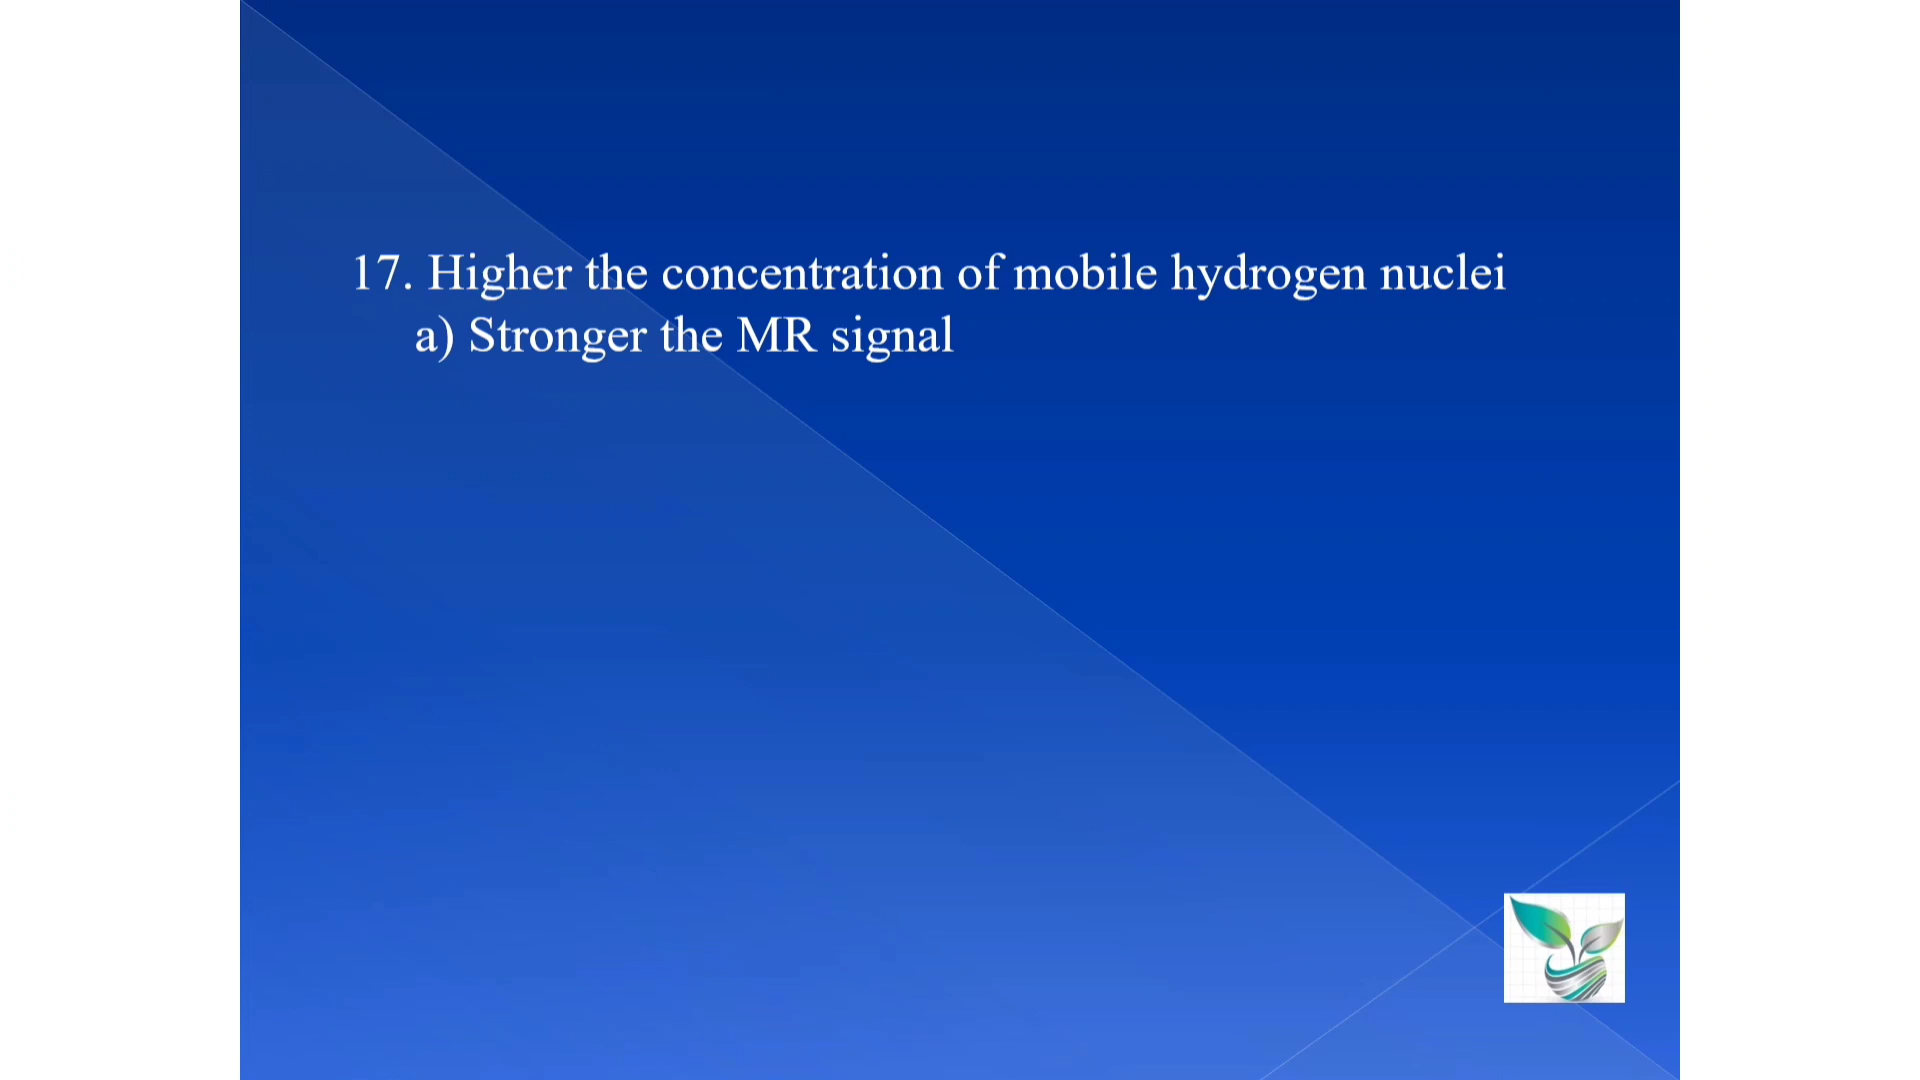 17. Higher the concentration of mobile hydrogen nuclei
a) Stronger the MR signal